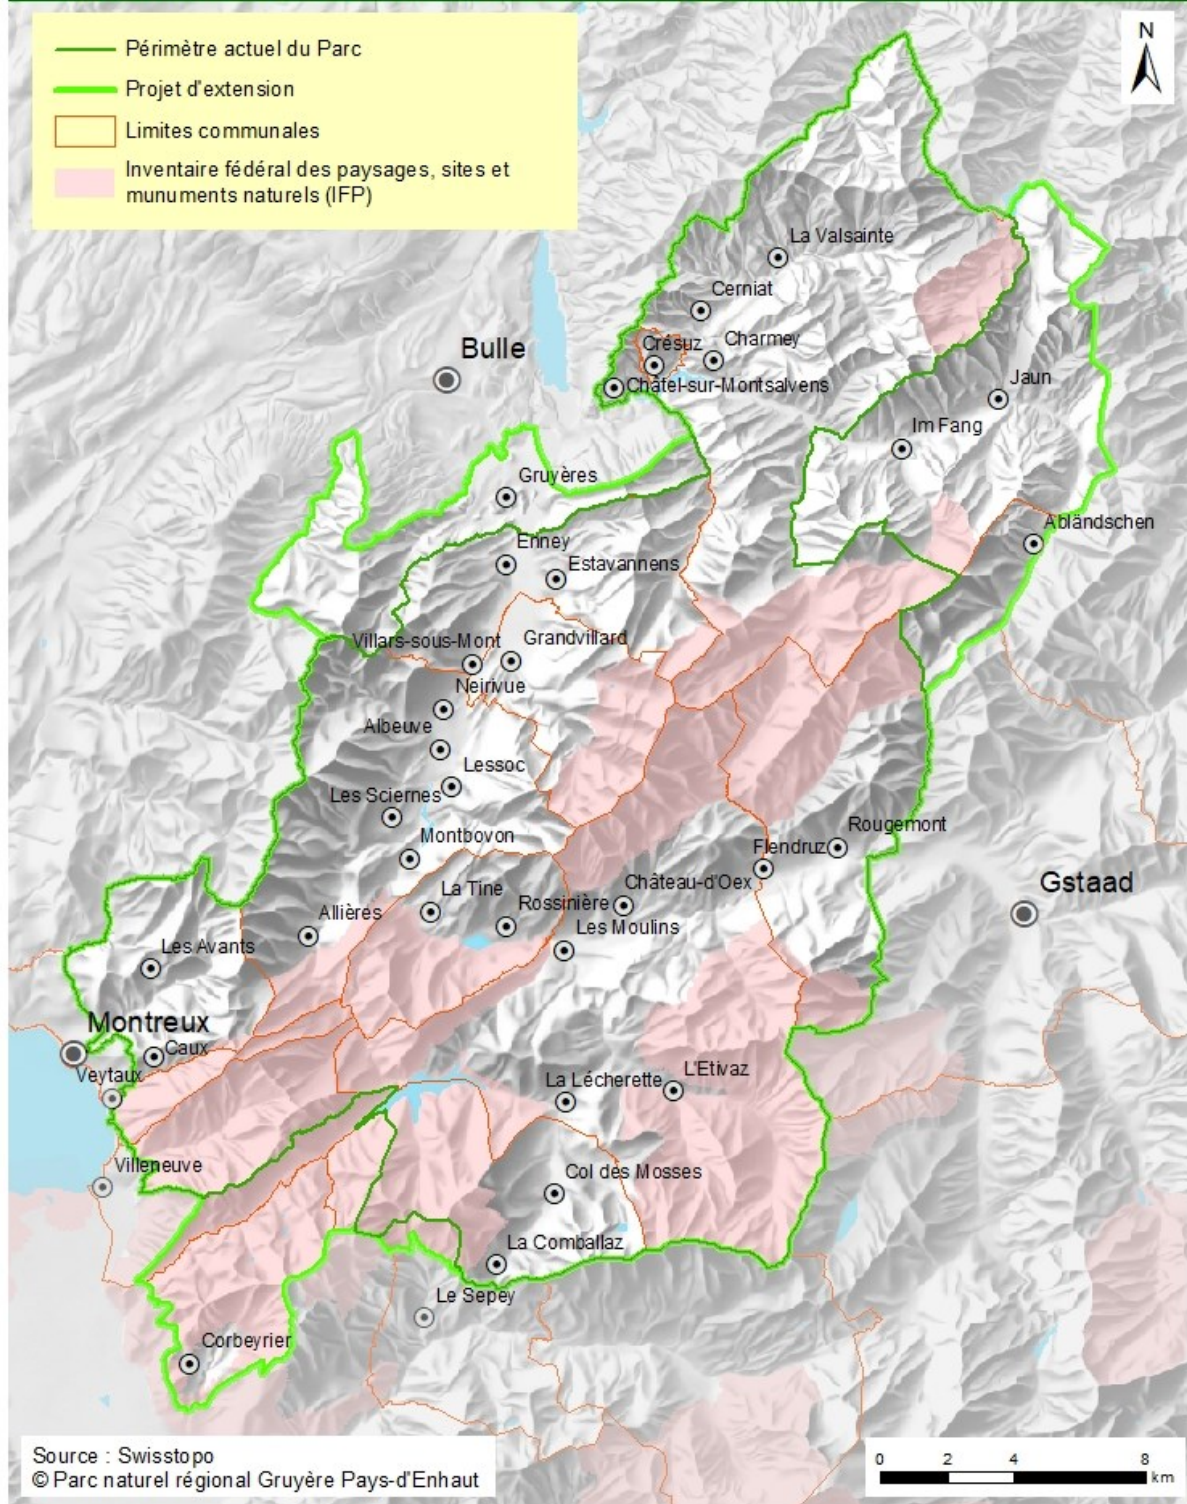 Périmètre actuel du Parc
Projet d'extension
Limites communales
Inventaire fédéral des paysages, sites et
munuments naturels (IFP)
N
La Valsainte
Cerniat
Crésuz
Charmey
Bulle
Châtel-sur-Montsalvens
Jaun
Im Fang
Gruyères
Abländschen
Enney
Estavannens
Villars-sous-Mont
Grandvillard
Neirivue
Albeuve
Lessoc
Les Sciernes
Montbovon
Rougemont
Flendruz
Château-d'Oex
Gstaad
La Tine
Rossinière
Allières
Les Moulins
Les Avants
Montreux
Caux
Veytaux
La Lécherette
L'Etivaz
Villeneuve
Col des Mosses
La Comballaz
Le Sepey
Corbeyrier
Source : Swisstopo
© Parc naturel régional Gruyère Pays-d'Enhaut
0 2 4 8
km